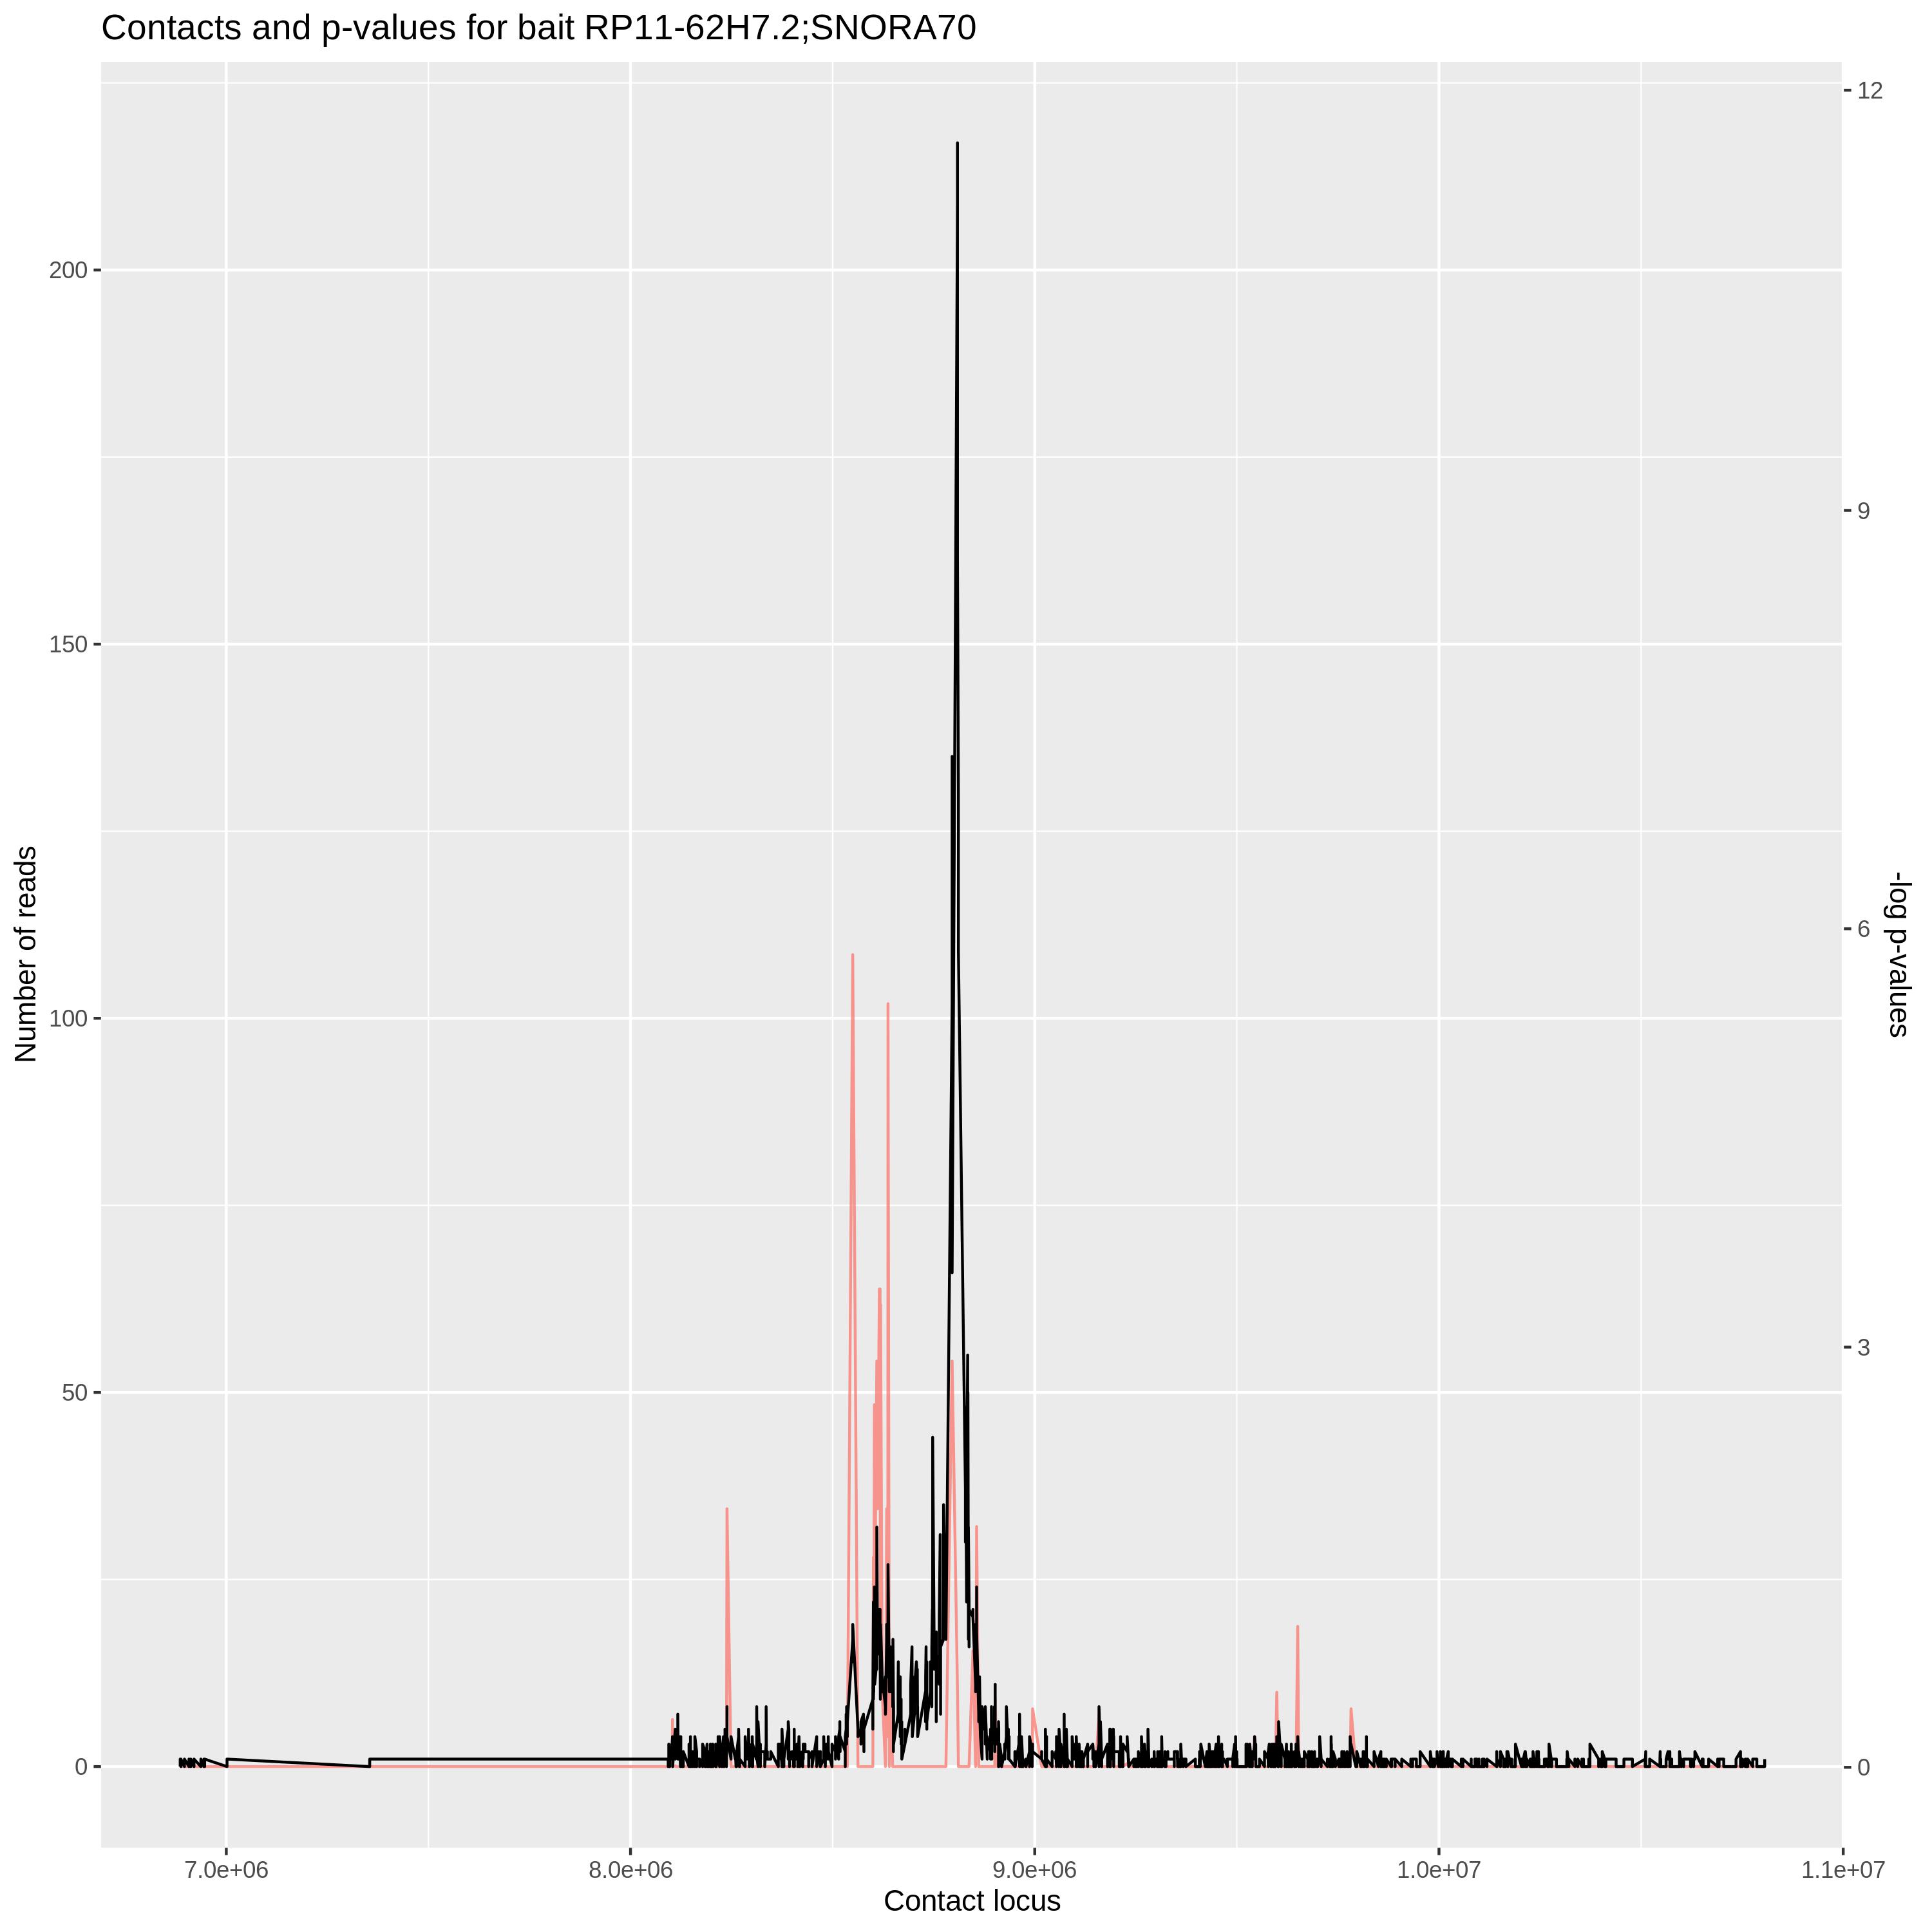 Contacts and p-values for bait RP11-62H7.2;SNORA70
Number of reads
200
150
100
50
0
12
9
6
3
0
-log p-values
7.0e+06
8.0e+06
9.0e+06
1.0e+07
1.1e+07
Contact locus